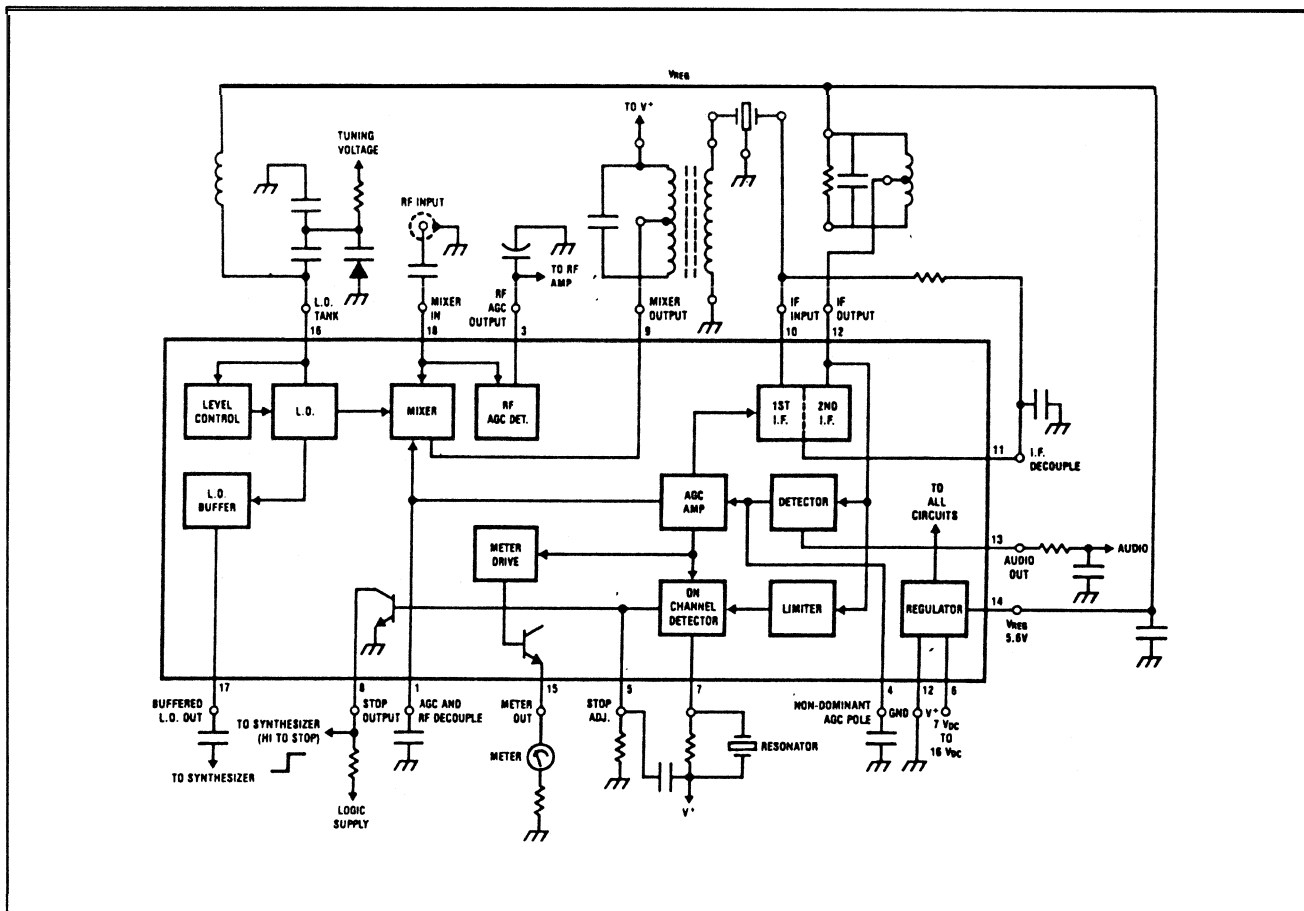 VREG
TO V+
TUNING
VOLTAGE
RF INPUT
TO RF
AMP
L.O.
TANK
16
MIXER
IN
18
RF
AGC
OUTPUT
3
MIXER
OUTPUT
9
IF
INPUT
10
IF
OUTPUT
12
LEVEL
CONTROL
L.O.
MIXER
RF
AGC DET.
1ST
I.F.
2ND
I.F.
11
I.F.
DECOUPLE
L.O.
BUFFER
AGC
AMP
DETECTOR
TO
ALL
CIRCUITS
METER
DRIVE
13
AUDIO
OUT
AUDIO
ON
CHANNEL
DETECTOR
LIMITER
REGULATOR
14
VREG
5.6V
17
BUFFERED
L.O. OUT
8
STOP
OUTPUT
1
AGC AND
RF DECOUPLE
15
METER
OUT
5
STOP
ADJ.
7
4
NON-DOMINANT
AGC POLE
12
GND
6
V+
7 VDC
TO
16 VDC
TO SYNTHESIZER
(HI TO STOP)
TO SYNTHESIZER
METER
RESONATOR
LOGIC
SUPPLY
V+